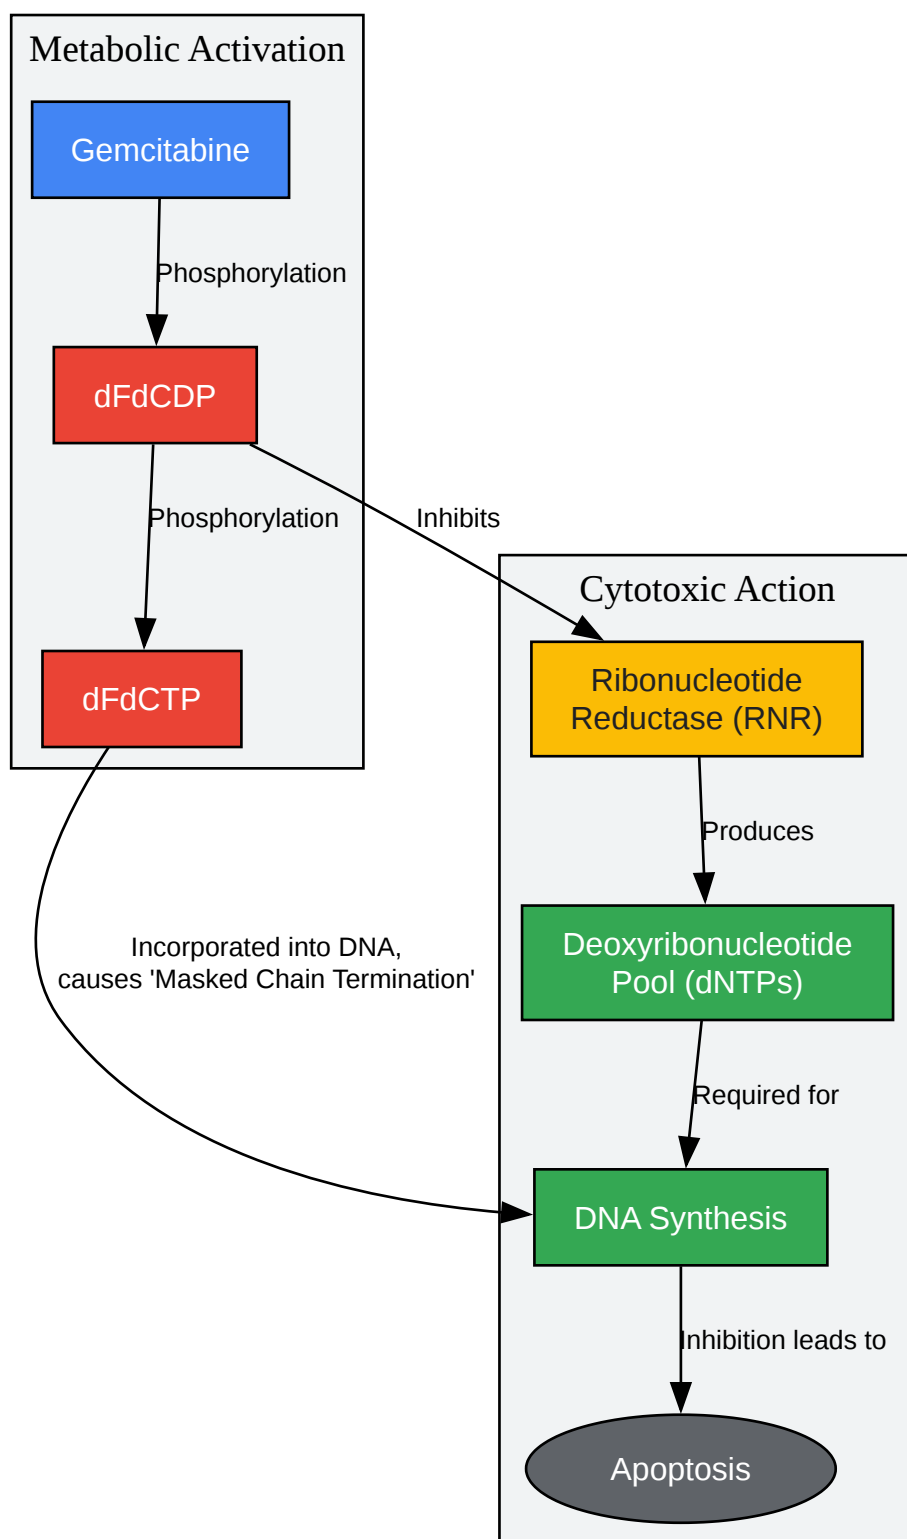 Metabolic Activation
Gemcitabine
Phosphorylation
dFdCDP
Phosphorylation
Inhibits
dFdCTP
Cytotoxic Action
Ribonucleotide
Reductase (RNR)
Produces
Deoxyribonucleotide
Pool (dNTPs)
Incorporated into DNA,
causes 'Masked Chain Termination'
Required for
DNA Synthesis
Inhibition leads to
Apoptosis